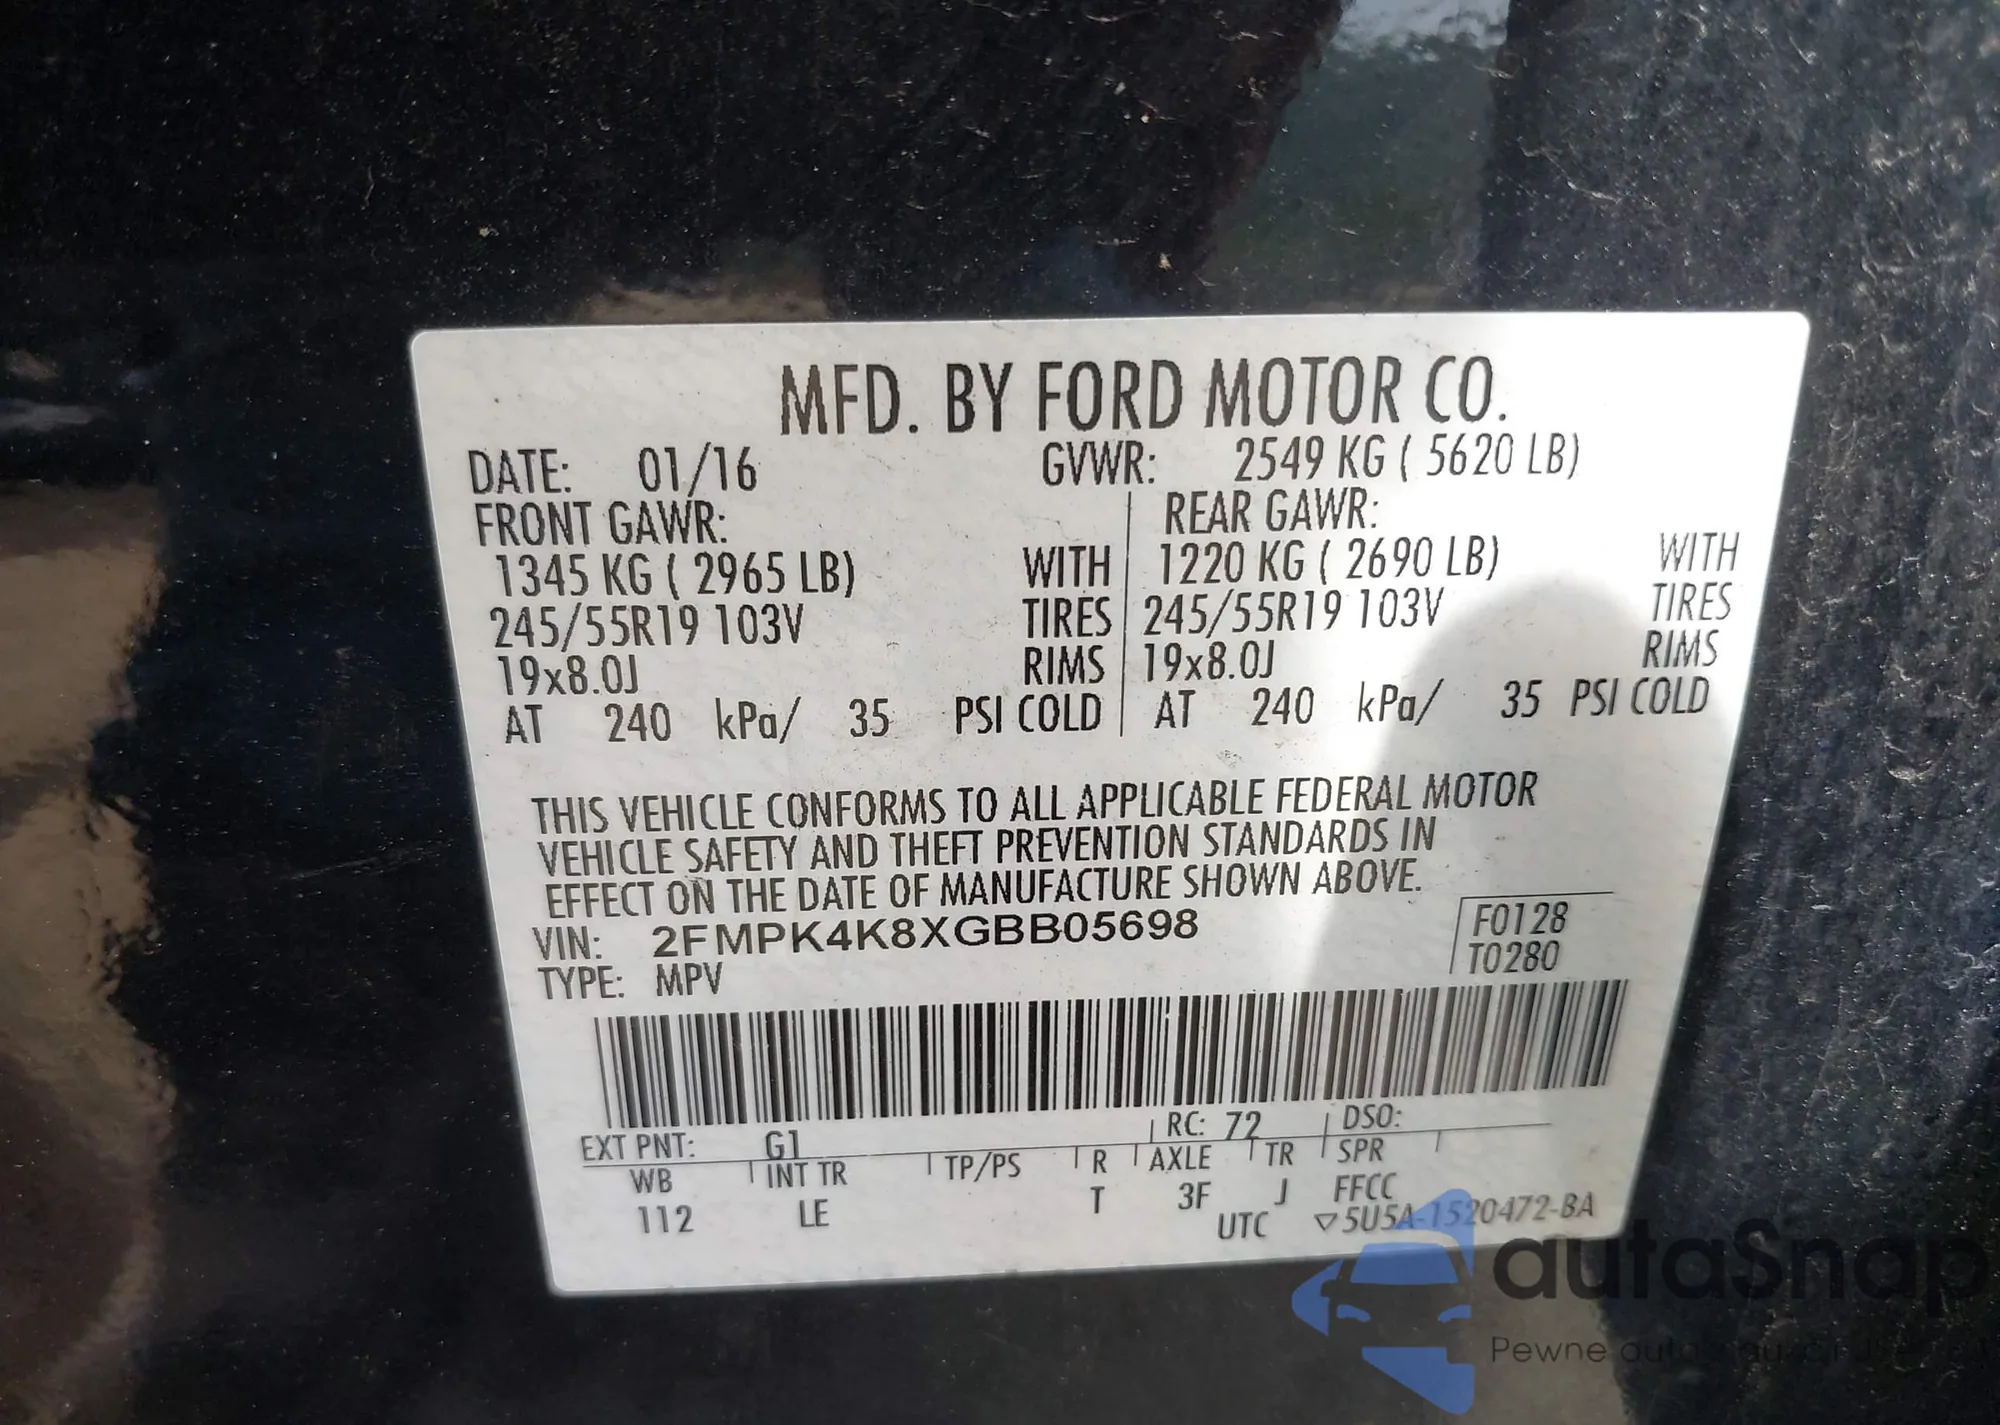 MFD. BY FORD MOTOR CO.
DATE: 01/16 GVWR: 2549 KG ( 5620 LB)
FRONT GAWR: REAR GAWR:
1345 KG ( 2965 LB) WITH 1220 KG ( 2690 LB) WITH
245/55R19 103V TIRES 245/55R19 103V TIRES
19x8.0J RIMS 19x8.0J RIMS
AT 240 kPa/ 35 PSI COLD AT 240 kPa/ 35 PSI COLD
THIS VEHICLE CONFORMS TO ALL APPLICABLE FEDERAL MOTOR
VEHICLE SAFETY AND THEFT PREVENTION STANDARDS IN
EFFECT ON THE DATE OF MANUFACTURE SHOWN ABOVE.
VIN: 2FMPK4K8XGBB05698 F0128
TYPE: MPV T0280
EXT PNT: G1 RC: 72 DSO:
WB INT TR TP/PS R AXLE TR SPR
112 LE T 3F J FFCC
UTC ▽5U5A-1520472-BA
autaSnap
Pewne auta